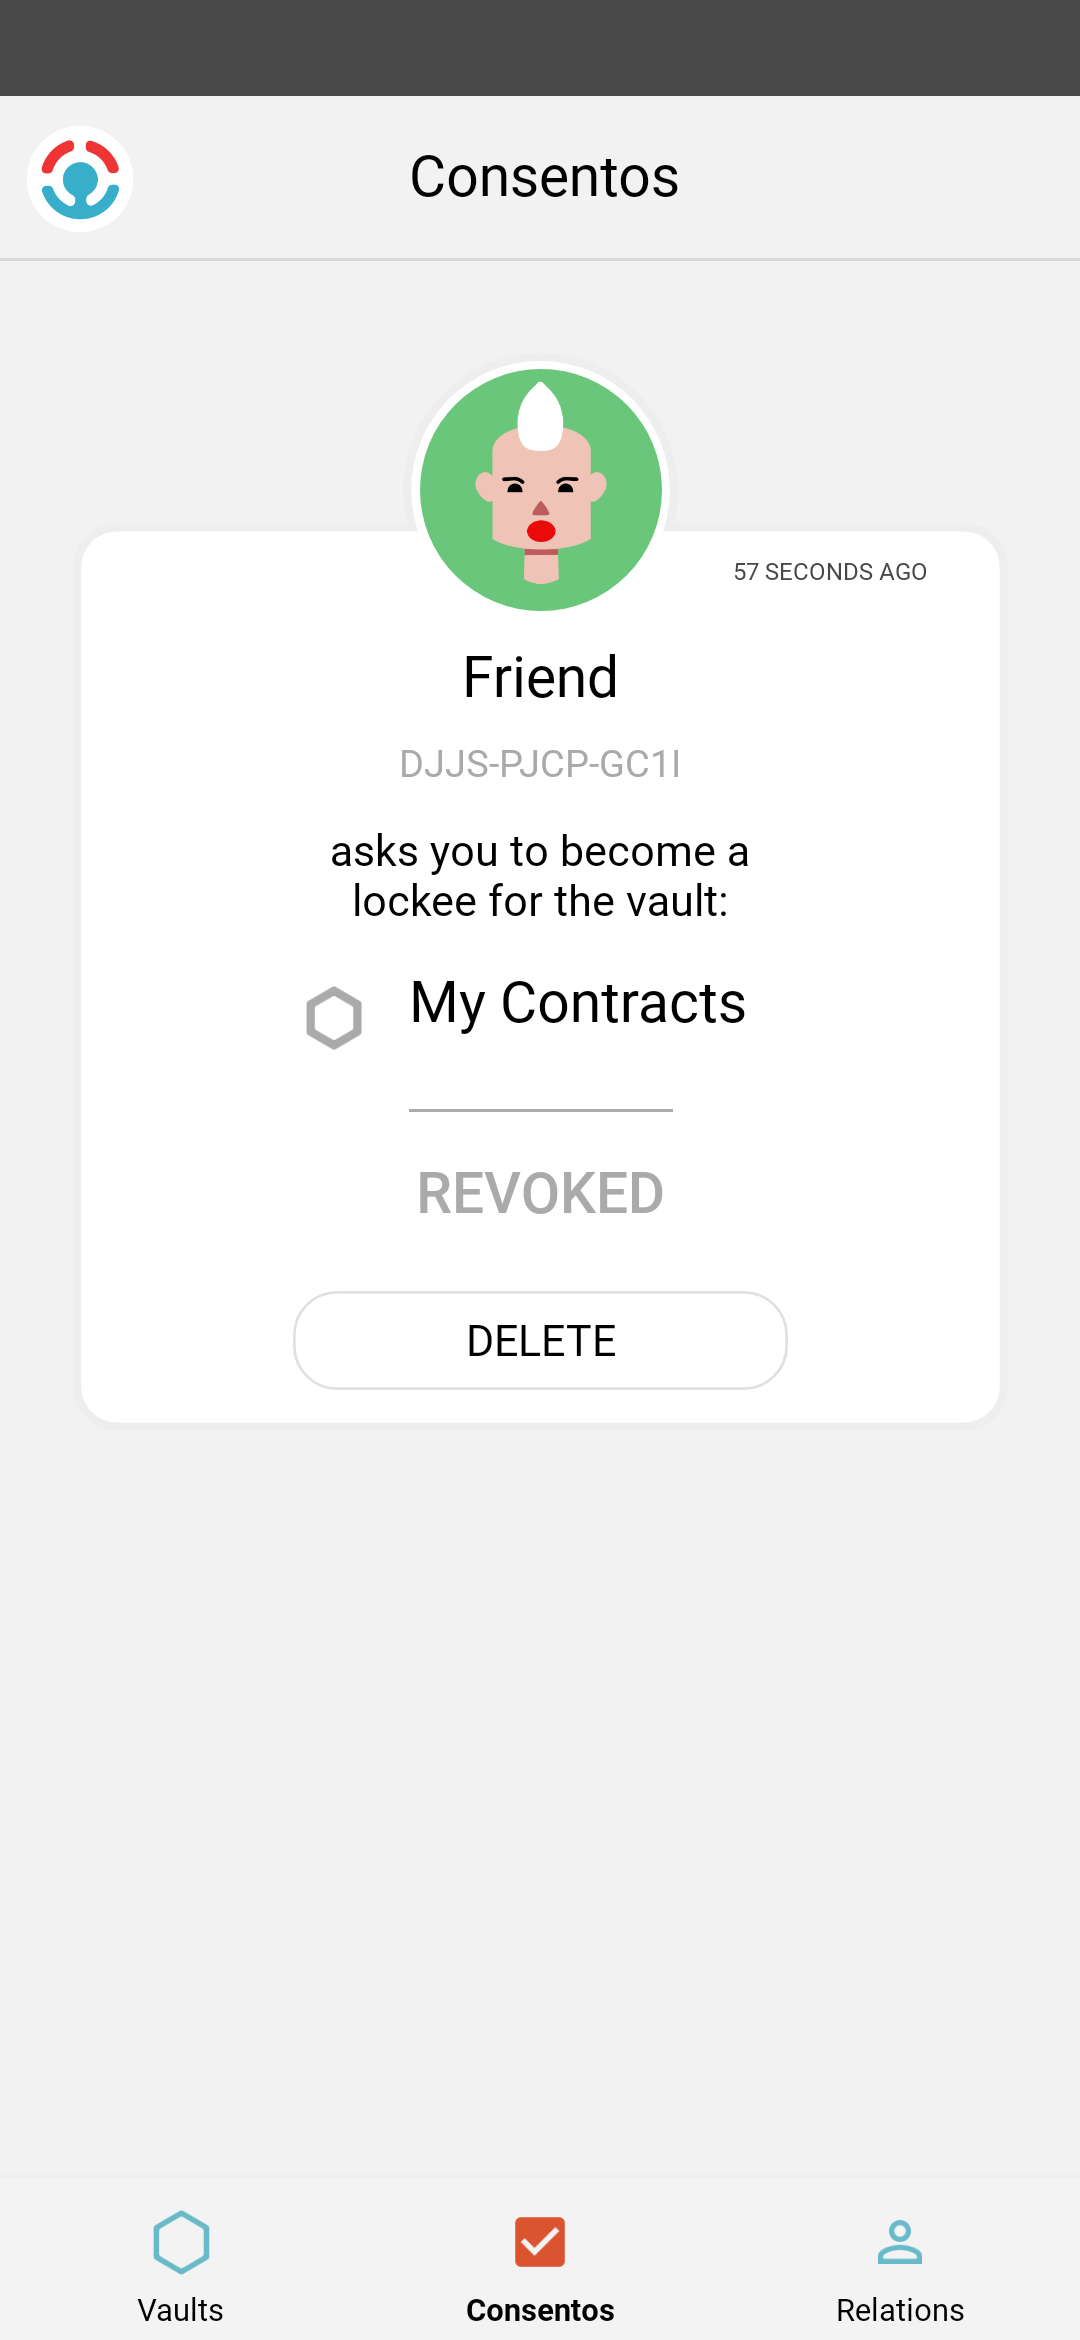 Consentos
57 SECONDS AGO
Friend
DJJS-PJCP-GC1I
asks you to become a
lockee for the vault:
My Contracts
REVOKED
DELETE
Vaults
Consentos
Relations